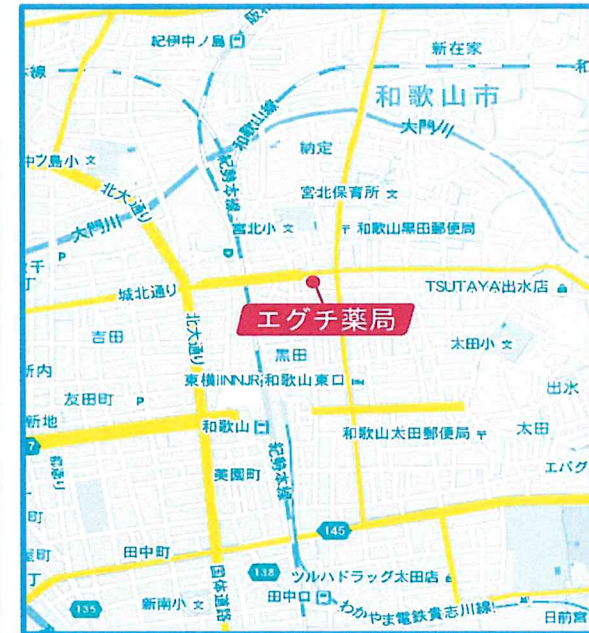 紀伊中ノ島
新在家
和歌山市
和歌山線
大門川
納定
中ツ島小 文
宮北保育所 文
紀勢本線
北大通り
大門川
宮北小 文
〒 和歌山黒田郵便局
P
城北通り
TSUTAYA出水店
エグチ薬局
吉田
北大通り
黒田
太田小 文
新内
東横INNJR和歌山東口
出水
友田町 P
新地
和歌山
和歌山太田郵便局 〒
太田
7
紀勢本線
美園町
エバグ
145
田中町
138
ツルハドラッグ太田店
国体道路
135
新南小 文
田中口
わかやま電鉄貴志川線
日前宮